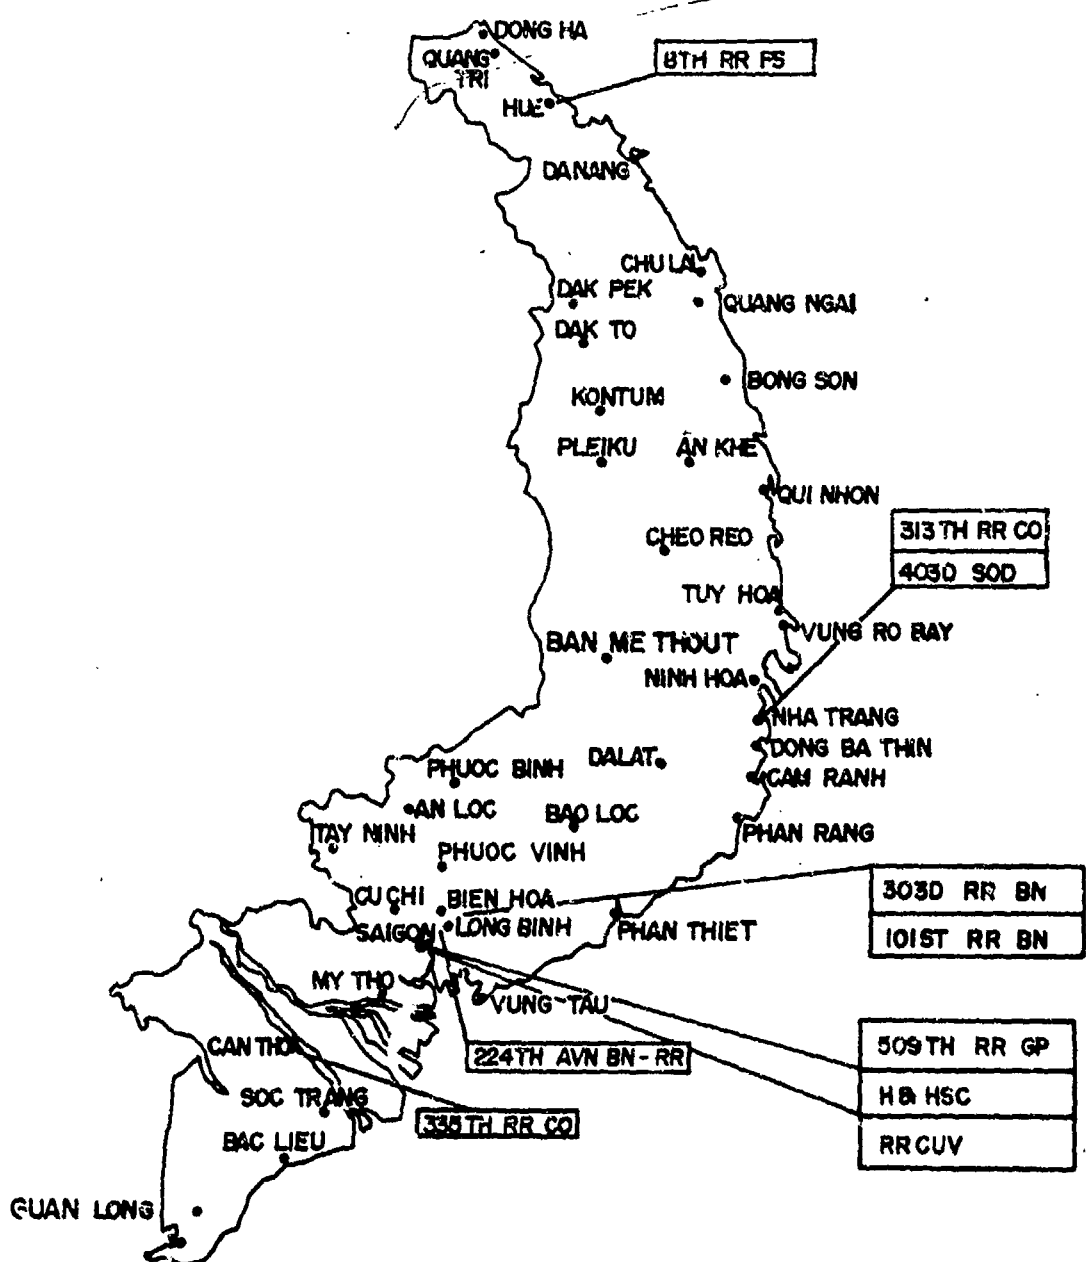 DONG HA
QUANG
TRI
8TH RR FS
HUE
DANANG
CHU LAI
DAK PEK
QUANG NGAI
DAK TO
BONG SON
KONTUM
PLEIKU
AN KHE
QUI NHON
313TH RR CO
CHEO REO
403D SOD
TUY HOA
VUNG RO BAY
BAN ME THOUT
NINH HOA
NHA TRANG
DONG BA THIN
DALAT
PHUOC BINH
CAM RANH
AN LOC
BAO LOC
TAY NINH
PHAN RANG
PHUOC VINH
303D RR BN
CU CHI
BIEN HOA
LONG BINH
SAIGON
PHAN THIET
101ST RR BN
MY THO
VUNG TAU
CAN THO
224TH AVN BN-RR
509TH RR GP
SOC TRANG
H & HSC
335TH RR CO
BAC LIEU
RRCUV
QUAN LONG